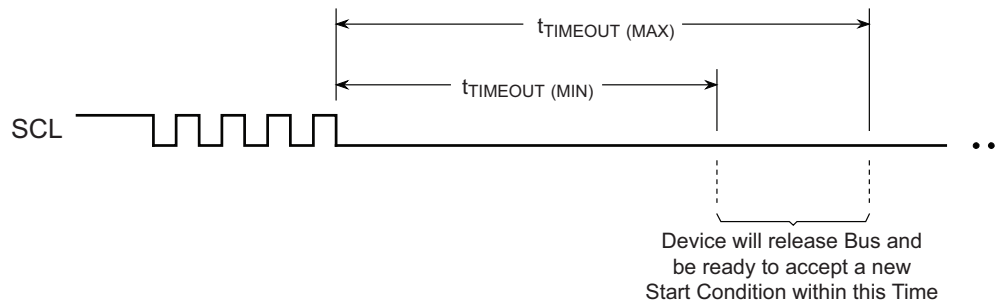 tTIMEOUT (MAX)
tTIMEOUT (MIN)
SCL
Device will release Bus and
be ready to accept a new
Start Condition within this Time